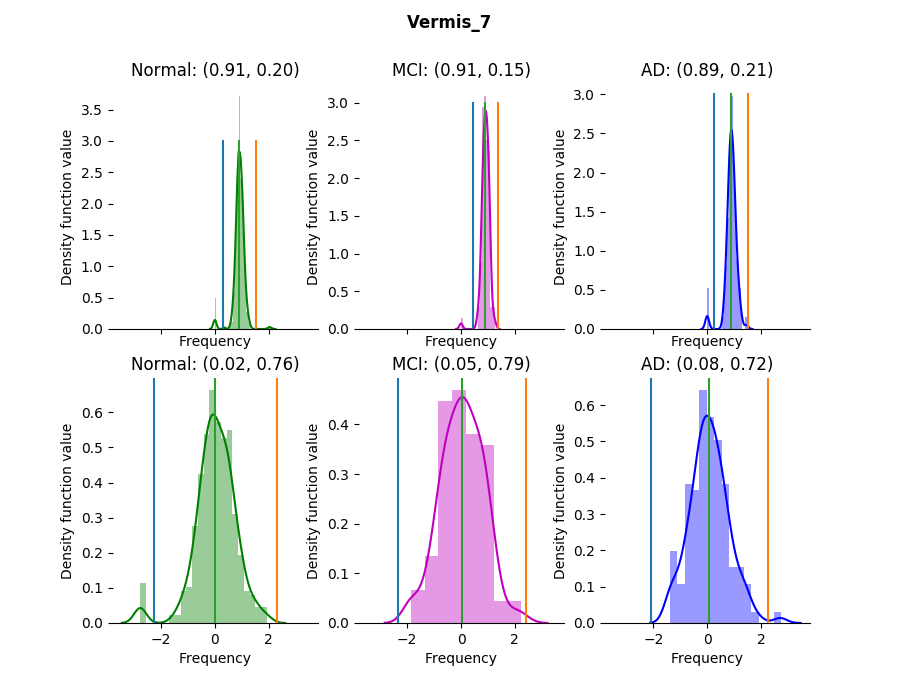 Vermis_7
Normal: (0.91, 0.20)
MCI: (0.91, 0.15)
AD: (0.89, 0.21)
Density function value
3.5
3.0
2.5
2.0
1.5
1.0
0.5
0.0
Frequency
Density function value
3.0
2.5
2.0
1.5
1.0
0.5
0.0
Frequency
Density function value
3.0
2.5
2.0
1.5
1.0
0.5
0.0
Frequency
Normal: (0.02, 0.76)
MCI: (0.05, 0.79)
AD: (0.08, 0.72)
Density function value
0.6
0.5
0.4
0.3
0.2
0.1
0.0
−2 0 2
Frequency
Density function value
0.4
0.3
0.2
0.1
0.0
−2 0 2
Frequency
Density function value
0.6
0.5
0.4
0.3
0.2
0.1
0.0
−2 0 2
Frequency